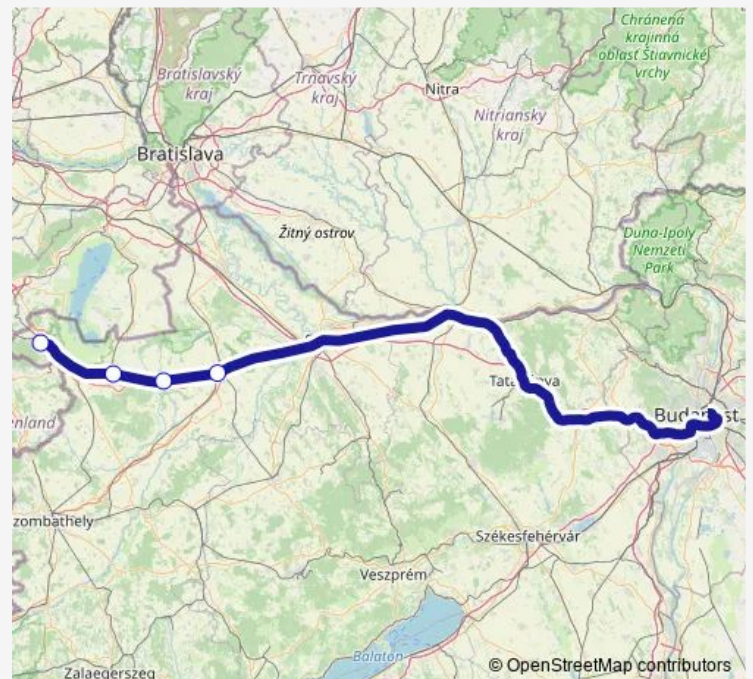 Chránená
krajinná
oblasť Štiavnické
vrchy
Bratislavský
kraj
Trnavský
kraj
Nitra
Nitriansky
kraj
Bratislava
Žitný ostrov
Duna-Ipoly
Nemzeti
Park
enland
zombathely
Székesfehérvár
Veszprém
Balaton
Zalaegerszeg
© OpenStreetMap contributors